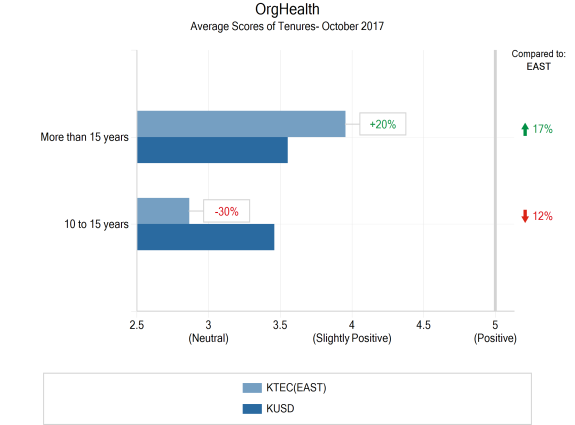 OrgHealth
Average Scores of Tenures- October 2017
Compared to:
EAST
More than 15 years
+20%
17%
10 to 15 years
-30%
12%
2.5 3 3.5 4 4.5 5
(Neutral) (Slightly Positive) (Positive)
KTEC(EAST)
KUSD